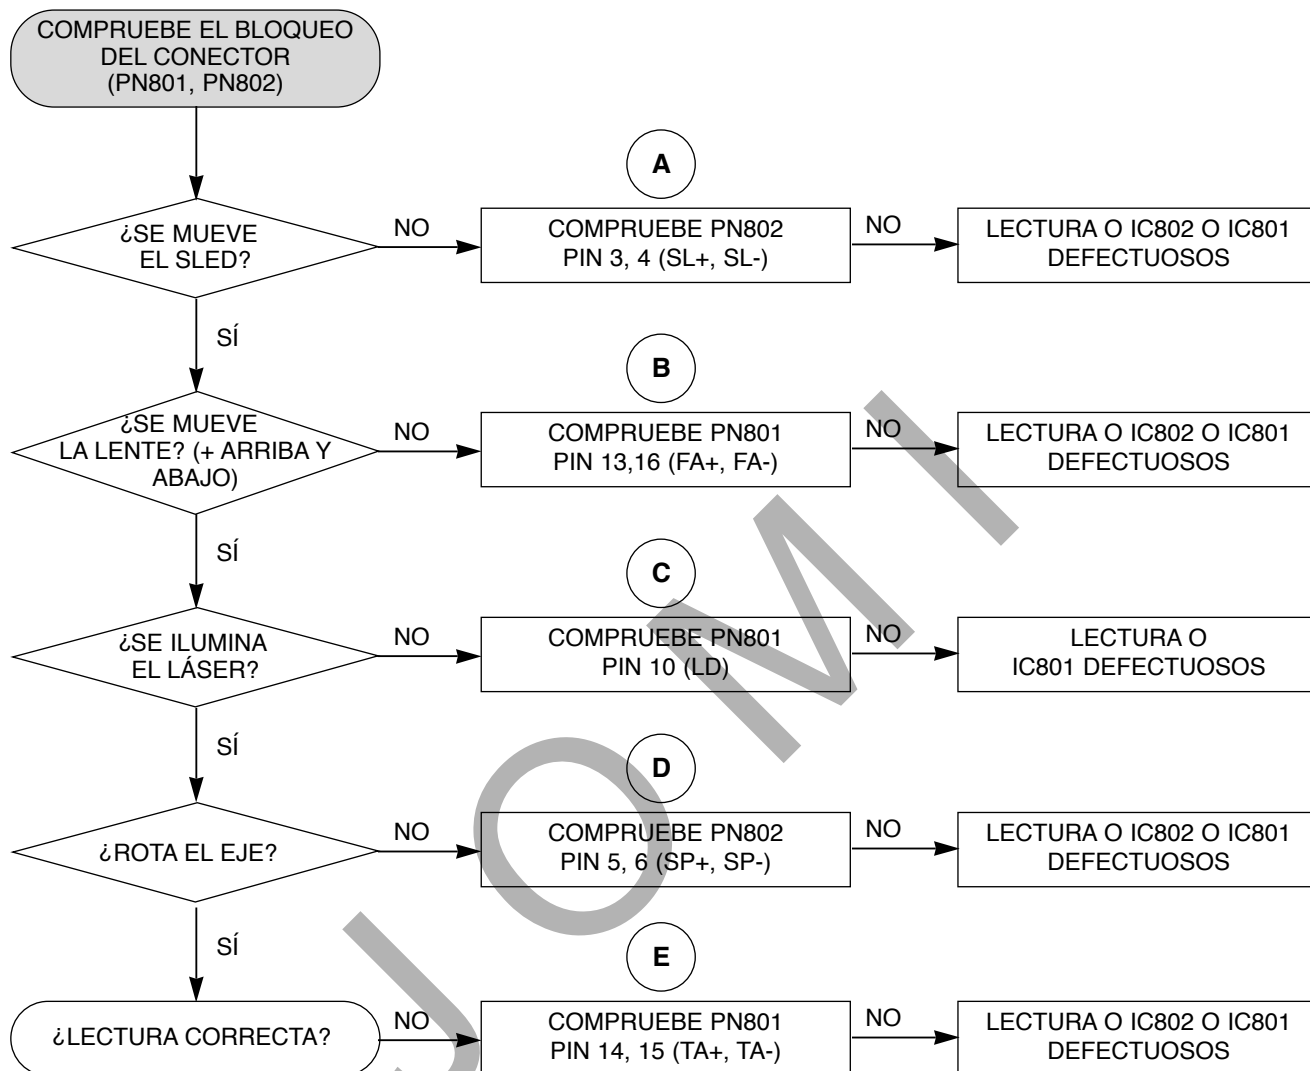 COMPRUEBE EL BLOQUEO
DEL CONECTOR
(PN801, PN802)
A
¿SE MUEVE
EL SLED?
NO
COMPRUEBE PN802
PIN 3, 4 (SL+, SL-)
NO
LECTURA O IC802 O IC801
DEFECTUOSOS
SÍ
B
¿SE MUEVE
LA LENTE? (+ ARRIBA Y
ABAJO)
NO
COMPRUEBE PN801
PIN 13,16 (FA+, FA-)
NO
LECTURA O IC802 O IC801
DEFECTUOSOS
SÍ
C
¿SE ILUMINA
EL LÁSER?
NO
COMPRUEBE PN801
PIN 10 (LD)
NO
LECTURA O
IC801 DEFECTUOSOS
SÍ
D
¿ROTA EL EJE?
NO
COMPRUEBE PN802
PIN 5, 6 (SP+, SP-)
NO
LECTURA O IC802 O IC801
DEFECTUOSOS
SÍ
E
¿LECTURA CORRECTA?
NO
COMPRUEBE PN801
PIN 14, 15 (TA+, TA-)
NO
LECTURA O IC802 O IC801
DEFECTUOSOS
JOMI